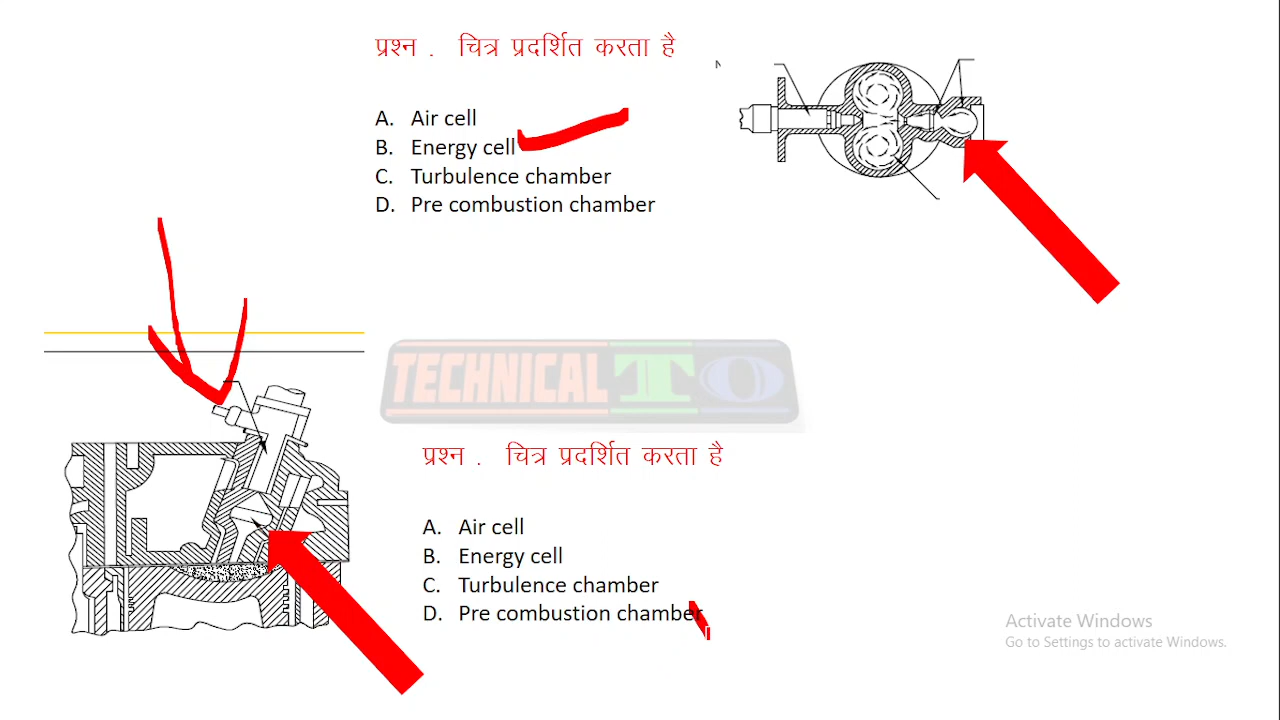 प्रश्न . चित्र प्रदर्शित करता है
A. Air cell
B. Energy cell
C. Turbulence chamber
D. Pre combustion chamber
TECHNICAL TO
प्रश्न . चित्र प्रदर्शित करता है
A. Air cell
B. Energy cell
C. Turbulence chamber
D. Pre combustion chamber
Activate Windows
Go to Settings to activate Windows.